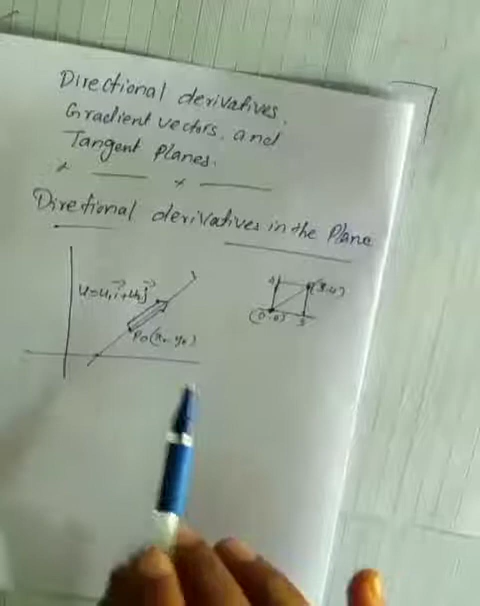 Directional derivatives,
Gradient vectors, and
Tangent Planes.
Directional derivatives in the Plane
u=u₁i⃗+u₂j⃗
P₀(x₀, y₀)
4
(3,4)
(0,0)
3